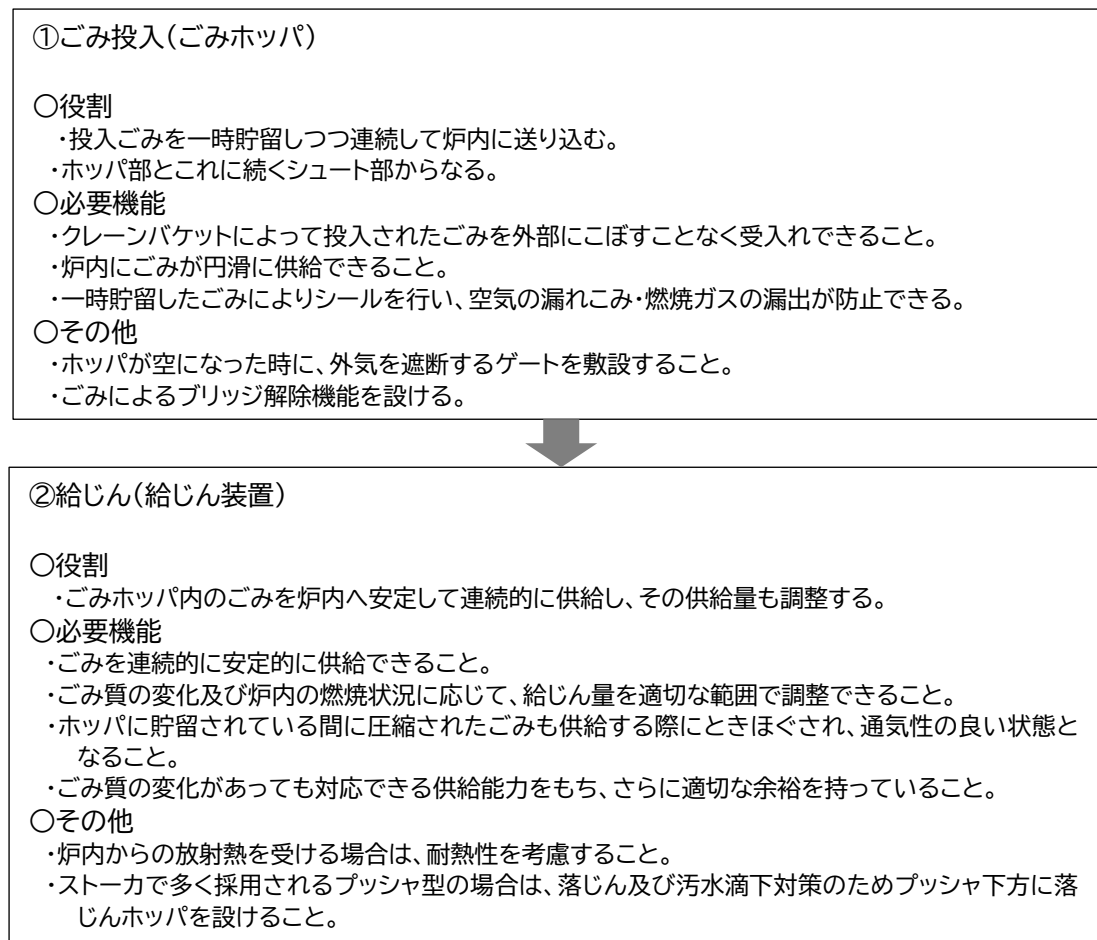 ①ごみ投入(ごみホッパ)
〇役割
・投入ごみを一時貯留しつつ連続して炉内に送り込む。
・ホッパ部とこれに続くシュート部からなる。
〇必要機能
・クレーンバケットによって投入されたごみを外部にこぼすことなく受入れできること。
・炉内にごみが円滑に供給できること。
・一時貯留したごみによりシールを行い、空気の漏れこみ・燃焼ガスの漏出が防止できる。
〇その他
・ホッパが空になった時に、外気を遮断するゲートを敷設すること。
・ごみによるブリッジ解除機能を設ける。
②給じん(給じん装置)
〇役割
・ごみホッパ内のごみを炉内へ安定して連続的に供給し、その供給量も調整する。
〇必要機能
・ごみを連続的に安定的に供給できること。
・ごみ質の変化及び炉内の燃焼状況に応じて、給じん量を適切な範囲で調整できること。
・ホッパに貯留されている間に圧縮されたごみも供給する際にときほぐされ、通気性の良い状態と
なること。
・ごみ質の変化があっても対応できる供給能力をもち、さらに適切な余裕を持っていること。
〇その他
・炉内からの放射熱を受ける場合は、耐熱性を考慮すること。
・ストーカで多く採用されるプッシャ型の場合は、落じん及び汚水滴下対策のためプッシャ下方に落
じんホッパを設けること。